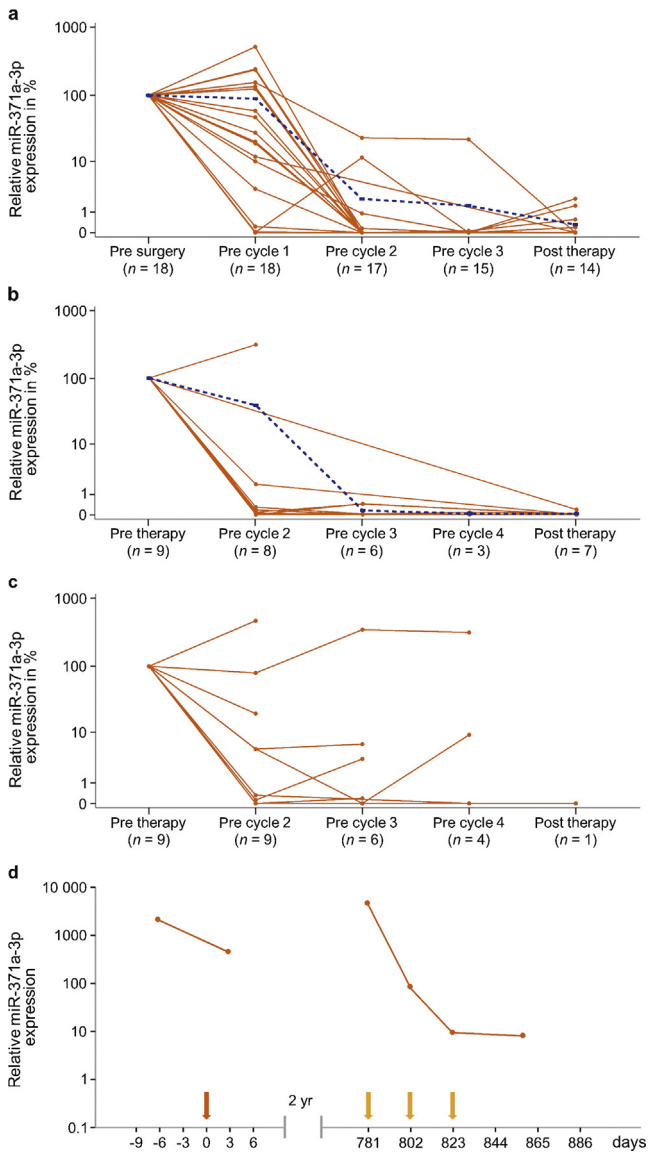 a
Relative miR-371a-3p
expression in %
1000
100
10
1
0
Pre surgery
(n = 18)
Pre cycle 1
(n = 18)
Pre cycle 2
(n = 17)
Pre cycle 3
(n = 15)
Post therapy
(n = 14)
b
Relative miR-371a-3p
expression in %
1000
100
10
1
0
Pre therapy
(n = 9)
Pre cycle 2
(n = 8)
Pre cycle 3
(n = 6)
Pre cycle 4
(n = 3)
Post therapy
(n = 7)
c
Relative miR-371a-3p
expression in %
1000
100
10
1
0
Pre therapy
(n = 9)
Pre cycle 2
(n = 9)
Pre cycle 3
(n = 6)
Pre cycle 4
(n = 4)
Post therapy
(n = 1)
d
Relative miR-371a-3p
expression
10 000
1000
100
10
1
0.1
2 yr
-9 -6 -3 0 3 6 781 802 823 844 865 886 days